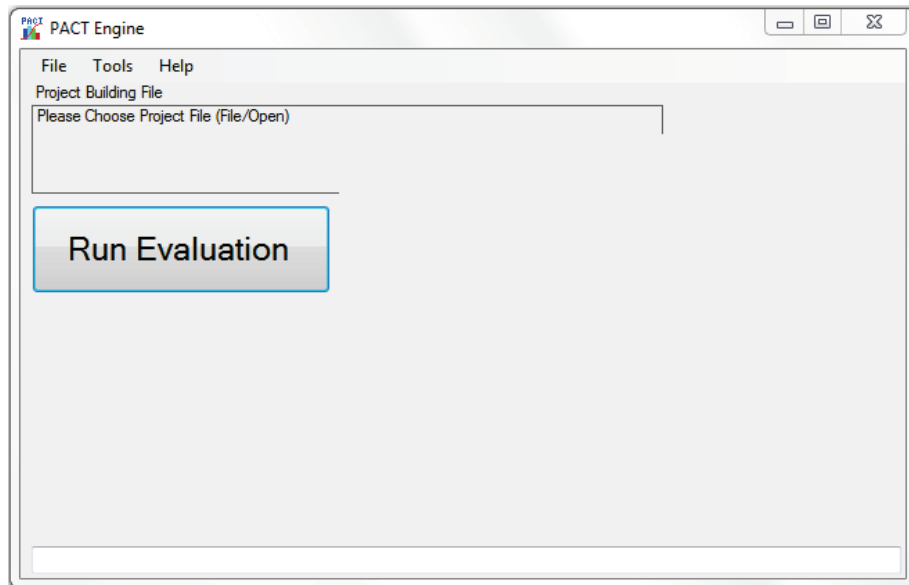 PACT
PACT Engine
File Tools Help
Project Building File
Please Choose Project File (File/Open)
Run Evaluation